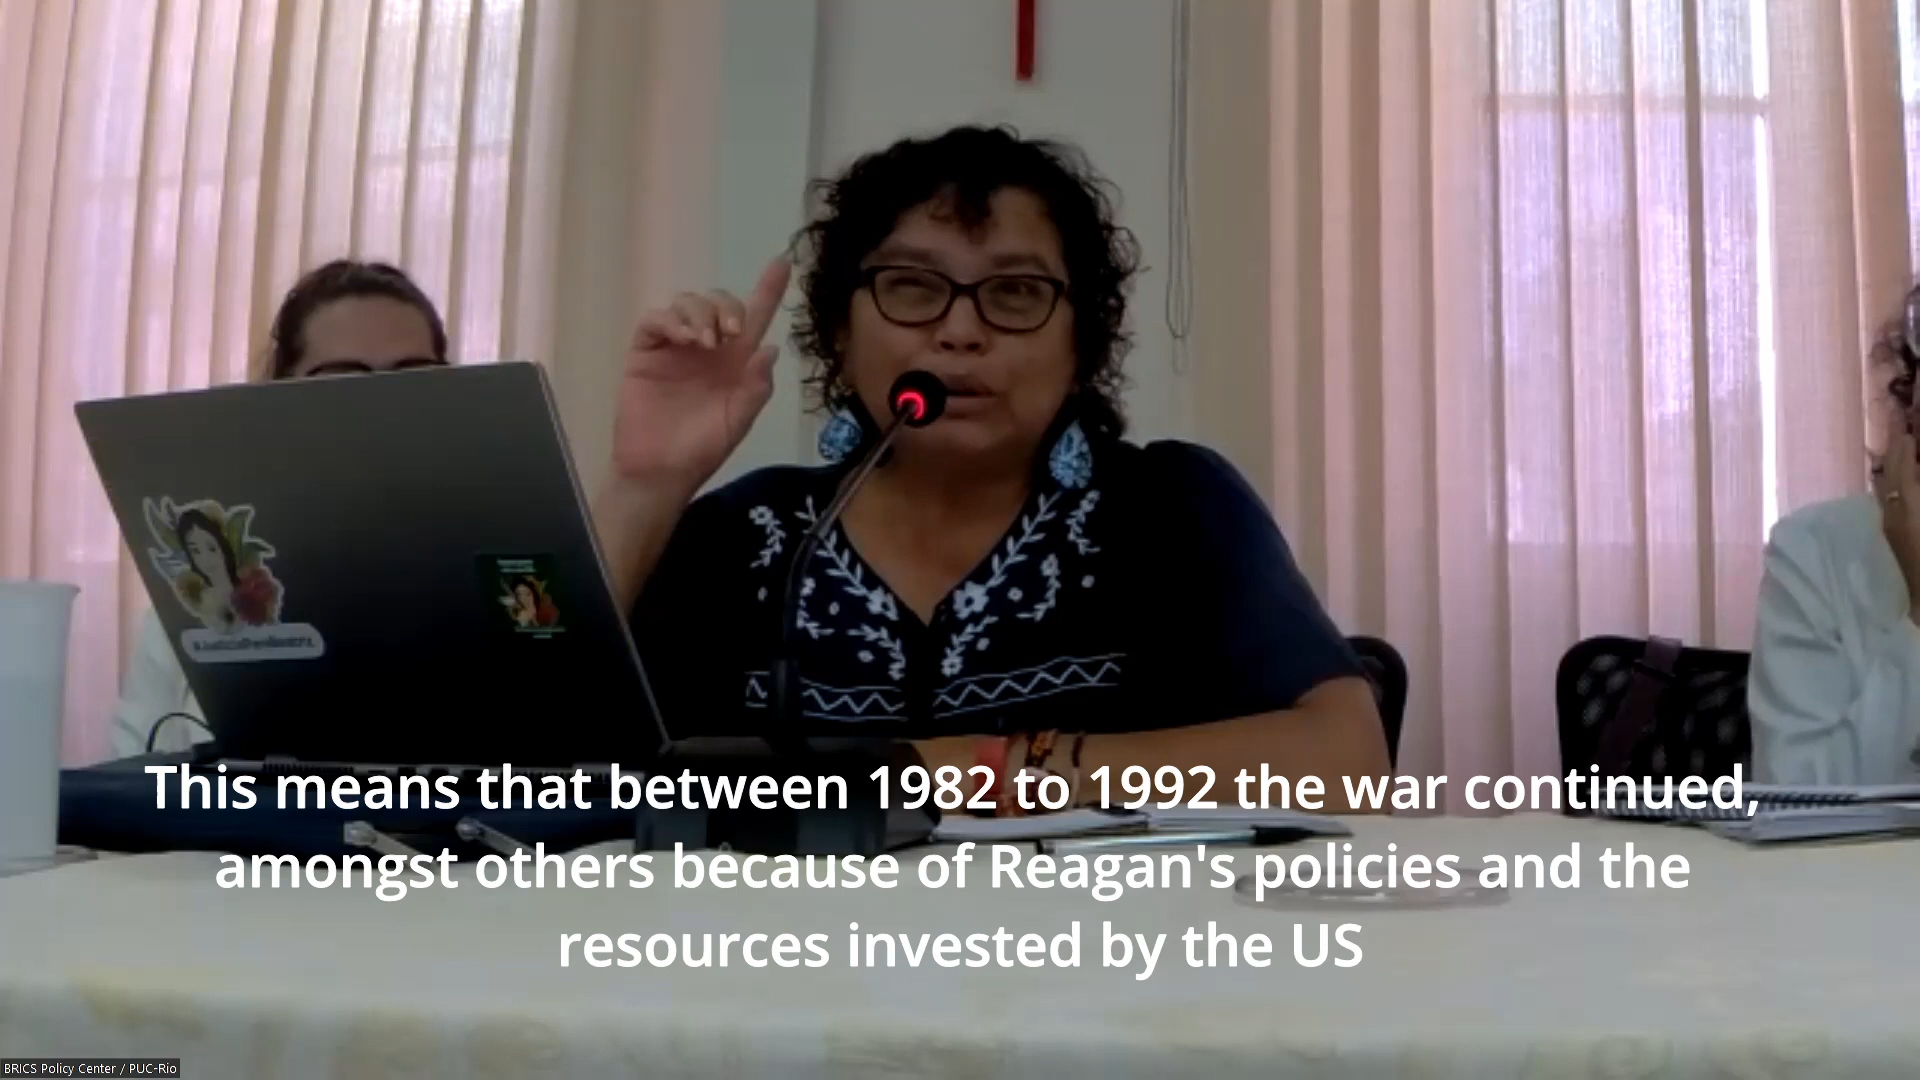 This means that between 1982 to 1992 the war continued,
amongst others because of Reagan's policies and the
resources invested by the US
BRICS Policy Center / PUC-Rio